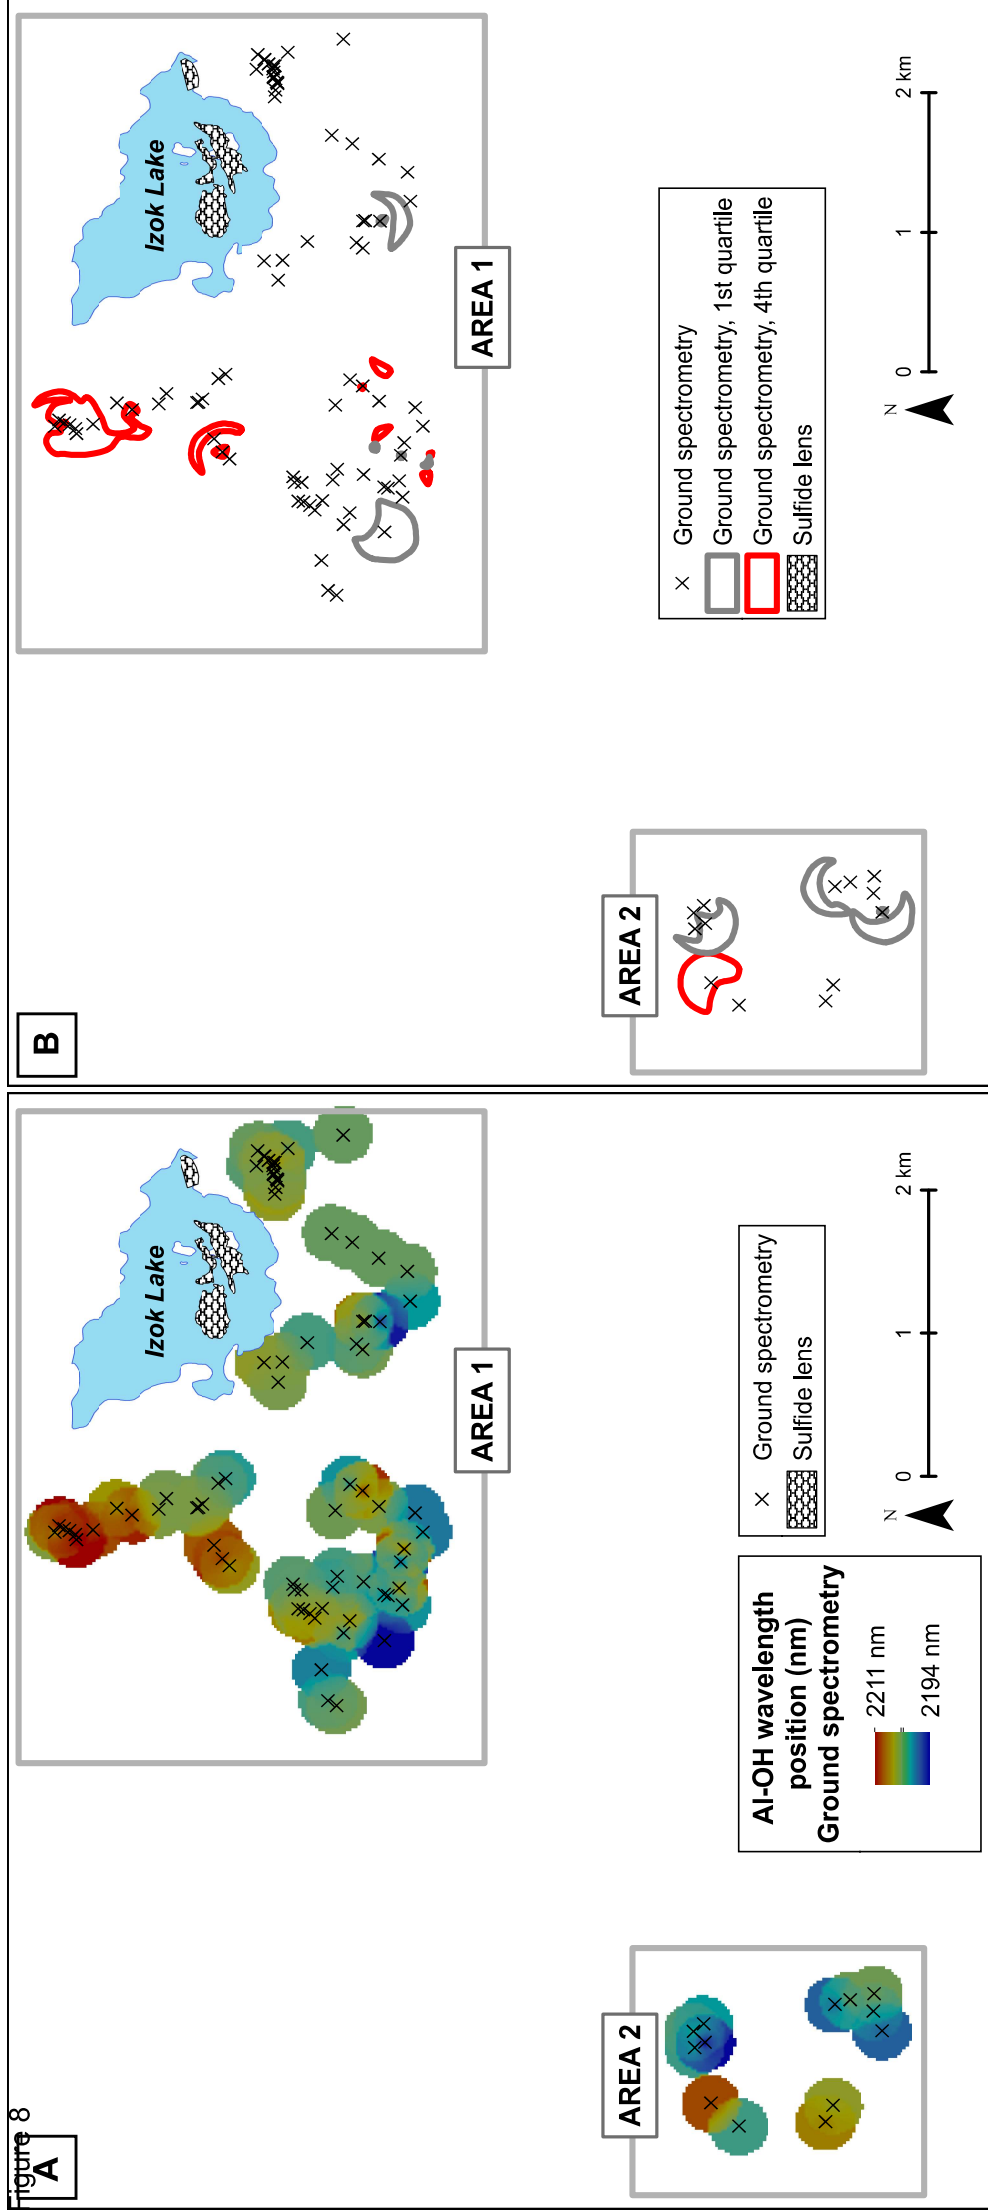 Figure 8
A
Izok Lake
AREA 1
AREA 2
Al-OH wavelength
position (nm)
Ground spectrometry
2211 nm
2194 nm
Ground spectrometry
Sulfide lens
N
0 1 2 km
B
Izok Lake
AREA 1
AREA 2
Ground spectrometry
Ground spectrometry, 1st quartile
Ground spectrometry, 4th quartile
Sulfide lens
N
0 1 2 km